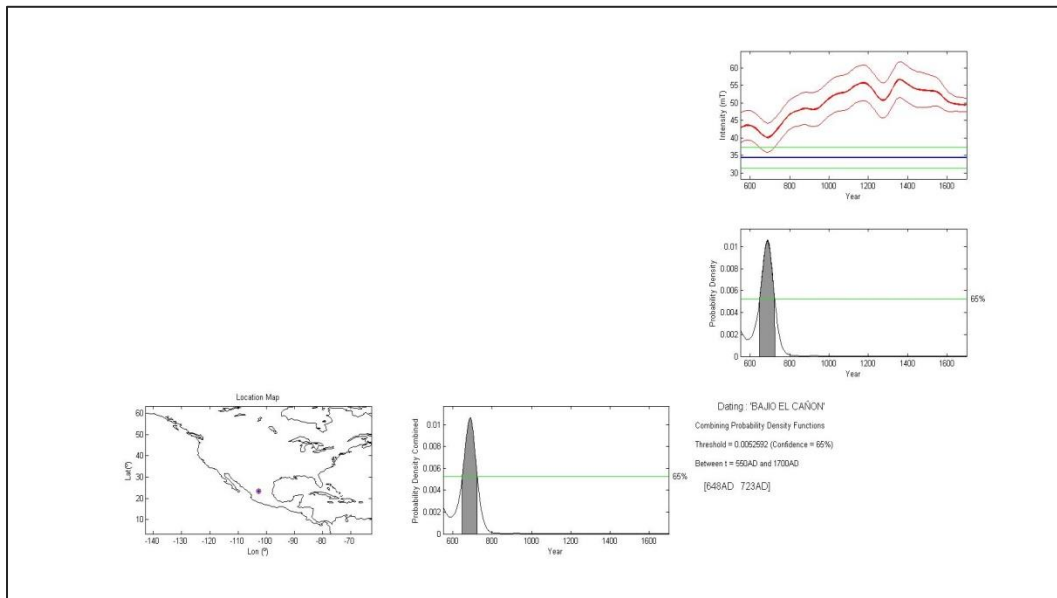 60
55
50
45
40
35
30
Intensity (mT)
600 800 1000 1200 1400 1600
Year
0.01
0.008
0.006
0.004
0.002
0
Probability Density
65%
600 800 1000 1200 1400 1600
Year
Location Map
60
50
40
30
20
10
Lat(º)
-140 -130 -120 -110 -100 -90 -80 -70
Lon (º)
0.01
0.008
0.006
0.004
0.002
0
Probability Density Combined
65%
600 800 1000 1200 1400 1600
Year
Dating : 'BAJIO EL CAÑON'
Combining Probability Density Functions
Threshold = 0.0052592 (Confidence = 65%)
Between t = 550AD and 1700AD
[648AD 723AD]